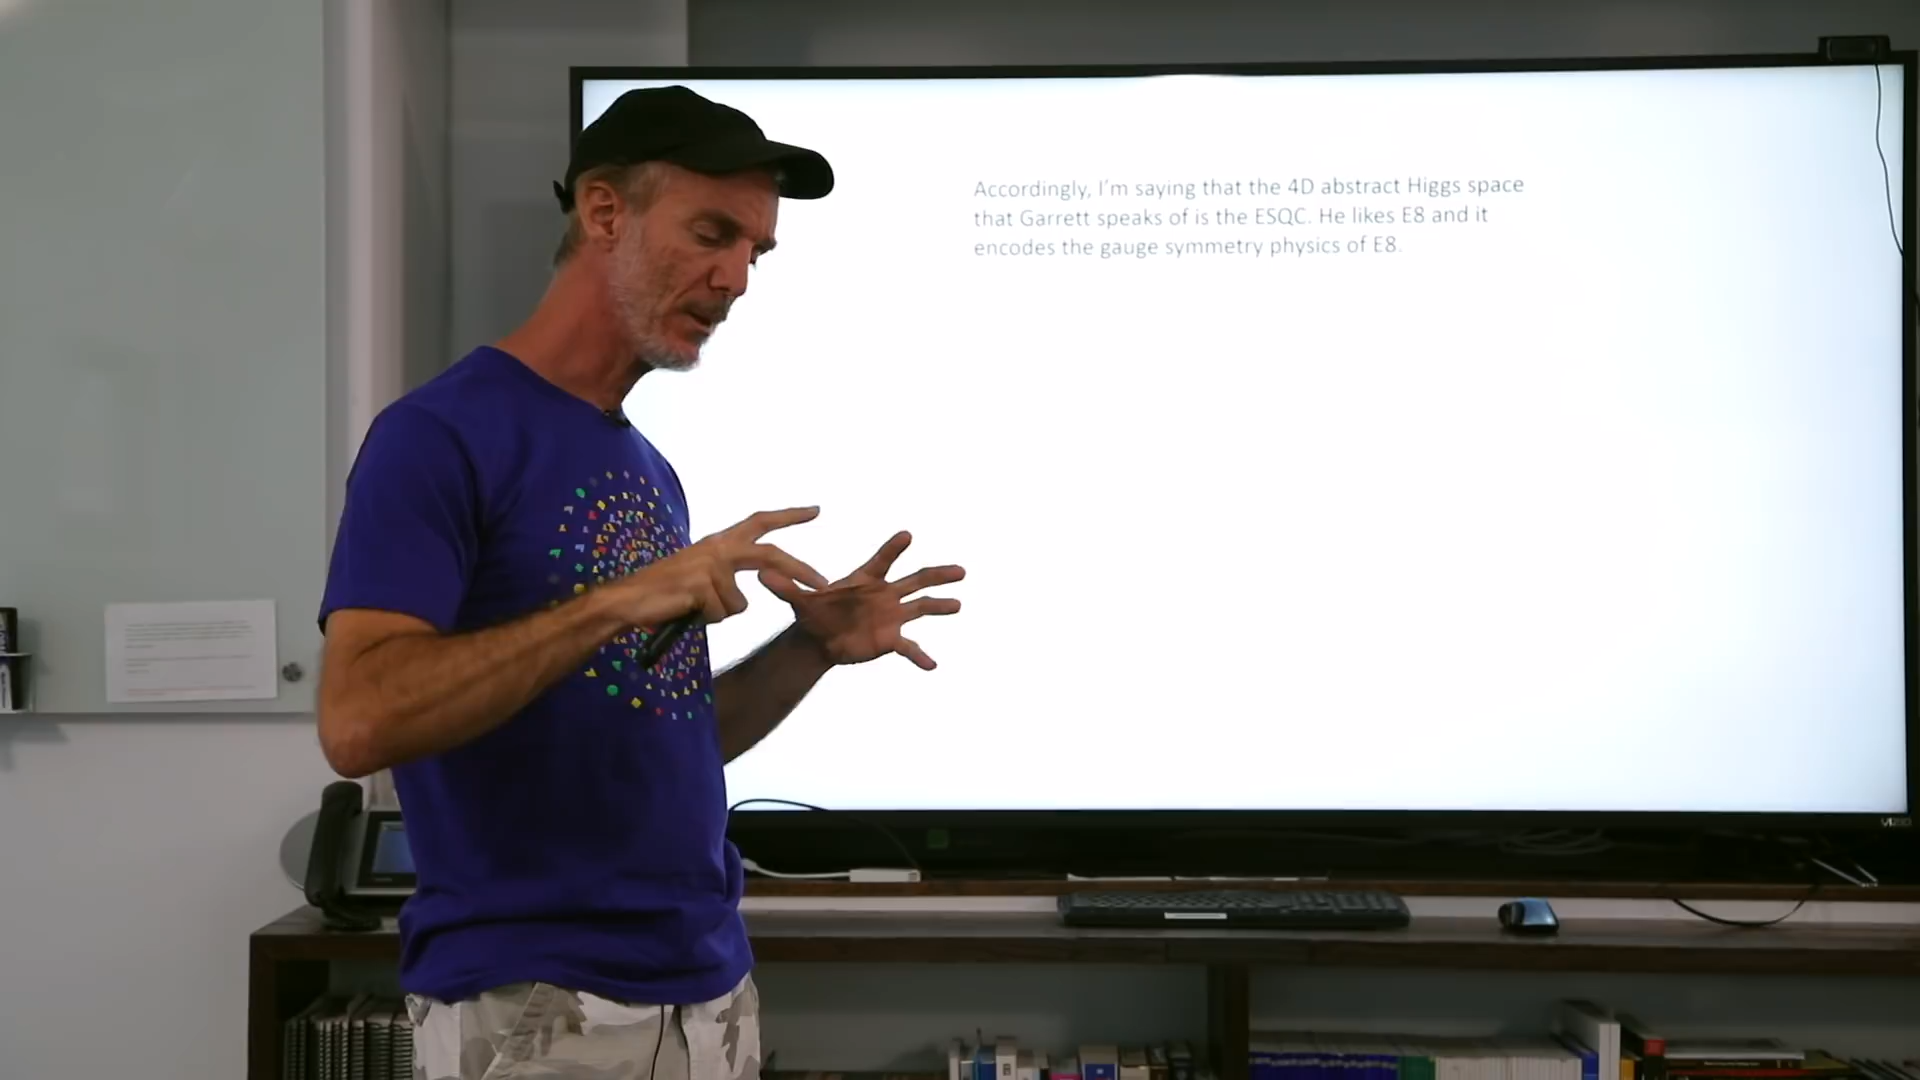 Accordingly, I'm saying that the 4D abstract Higgs space
that Garrett speaks of is the ESQC. He likes E8 and it
encodes the gauge symmetry physics of E8.
VIZIO